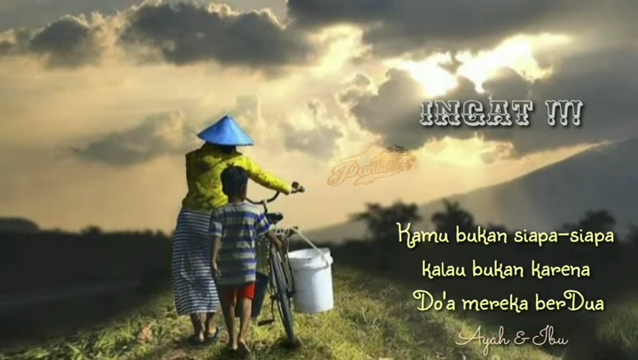 INGAT !!!
Kamu bukan siapa-siapa
kalau bukan karena
Do'a mereka berDua
Ayah & Ibu